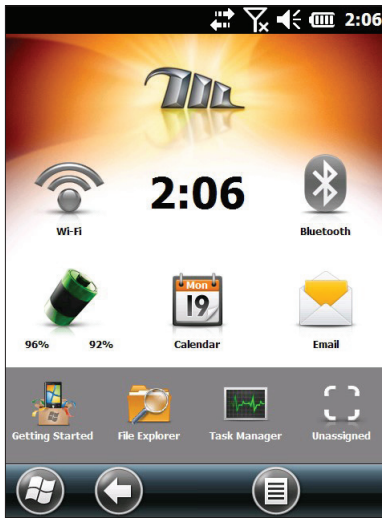 2:06
2:06
Wi-Fi
Bluetooth
Mon
19
96% 92%
Calendar
Email
Getting Started
File Explorer
Task Manager
Unassigned